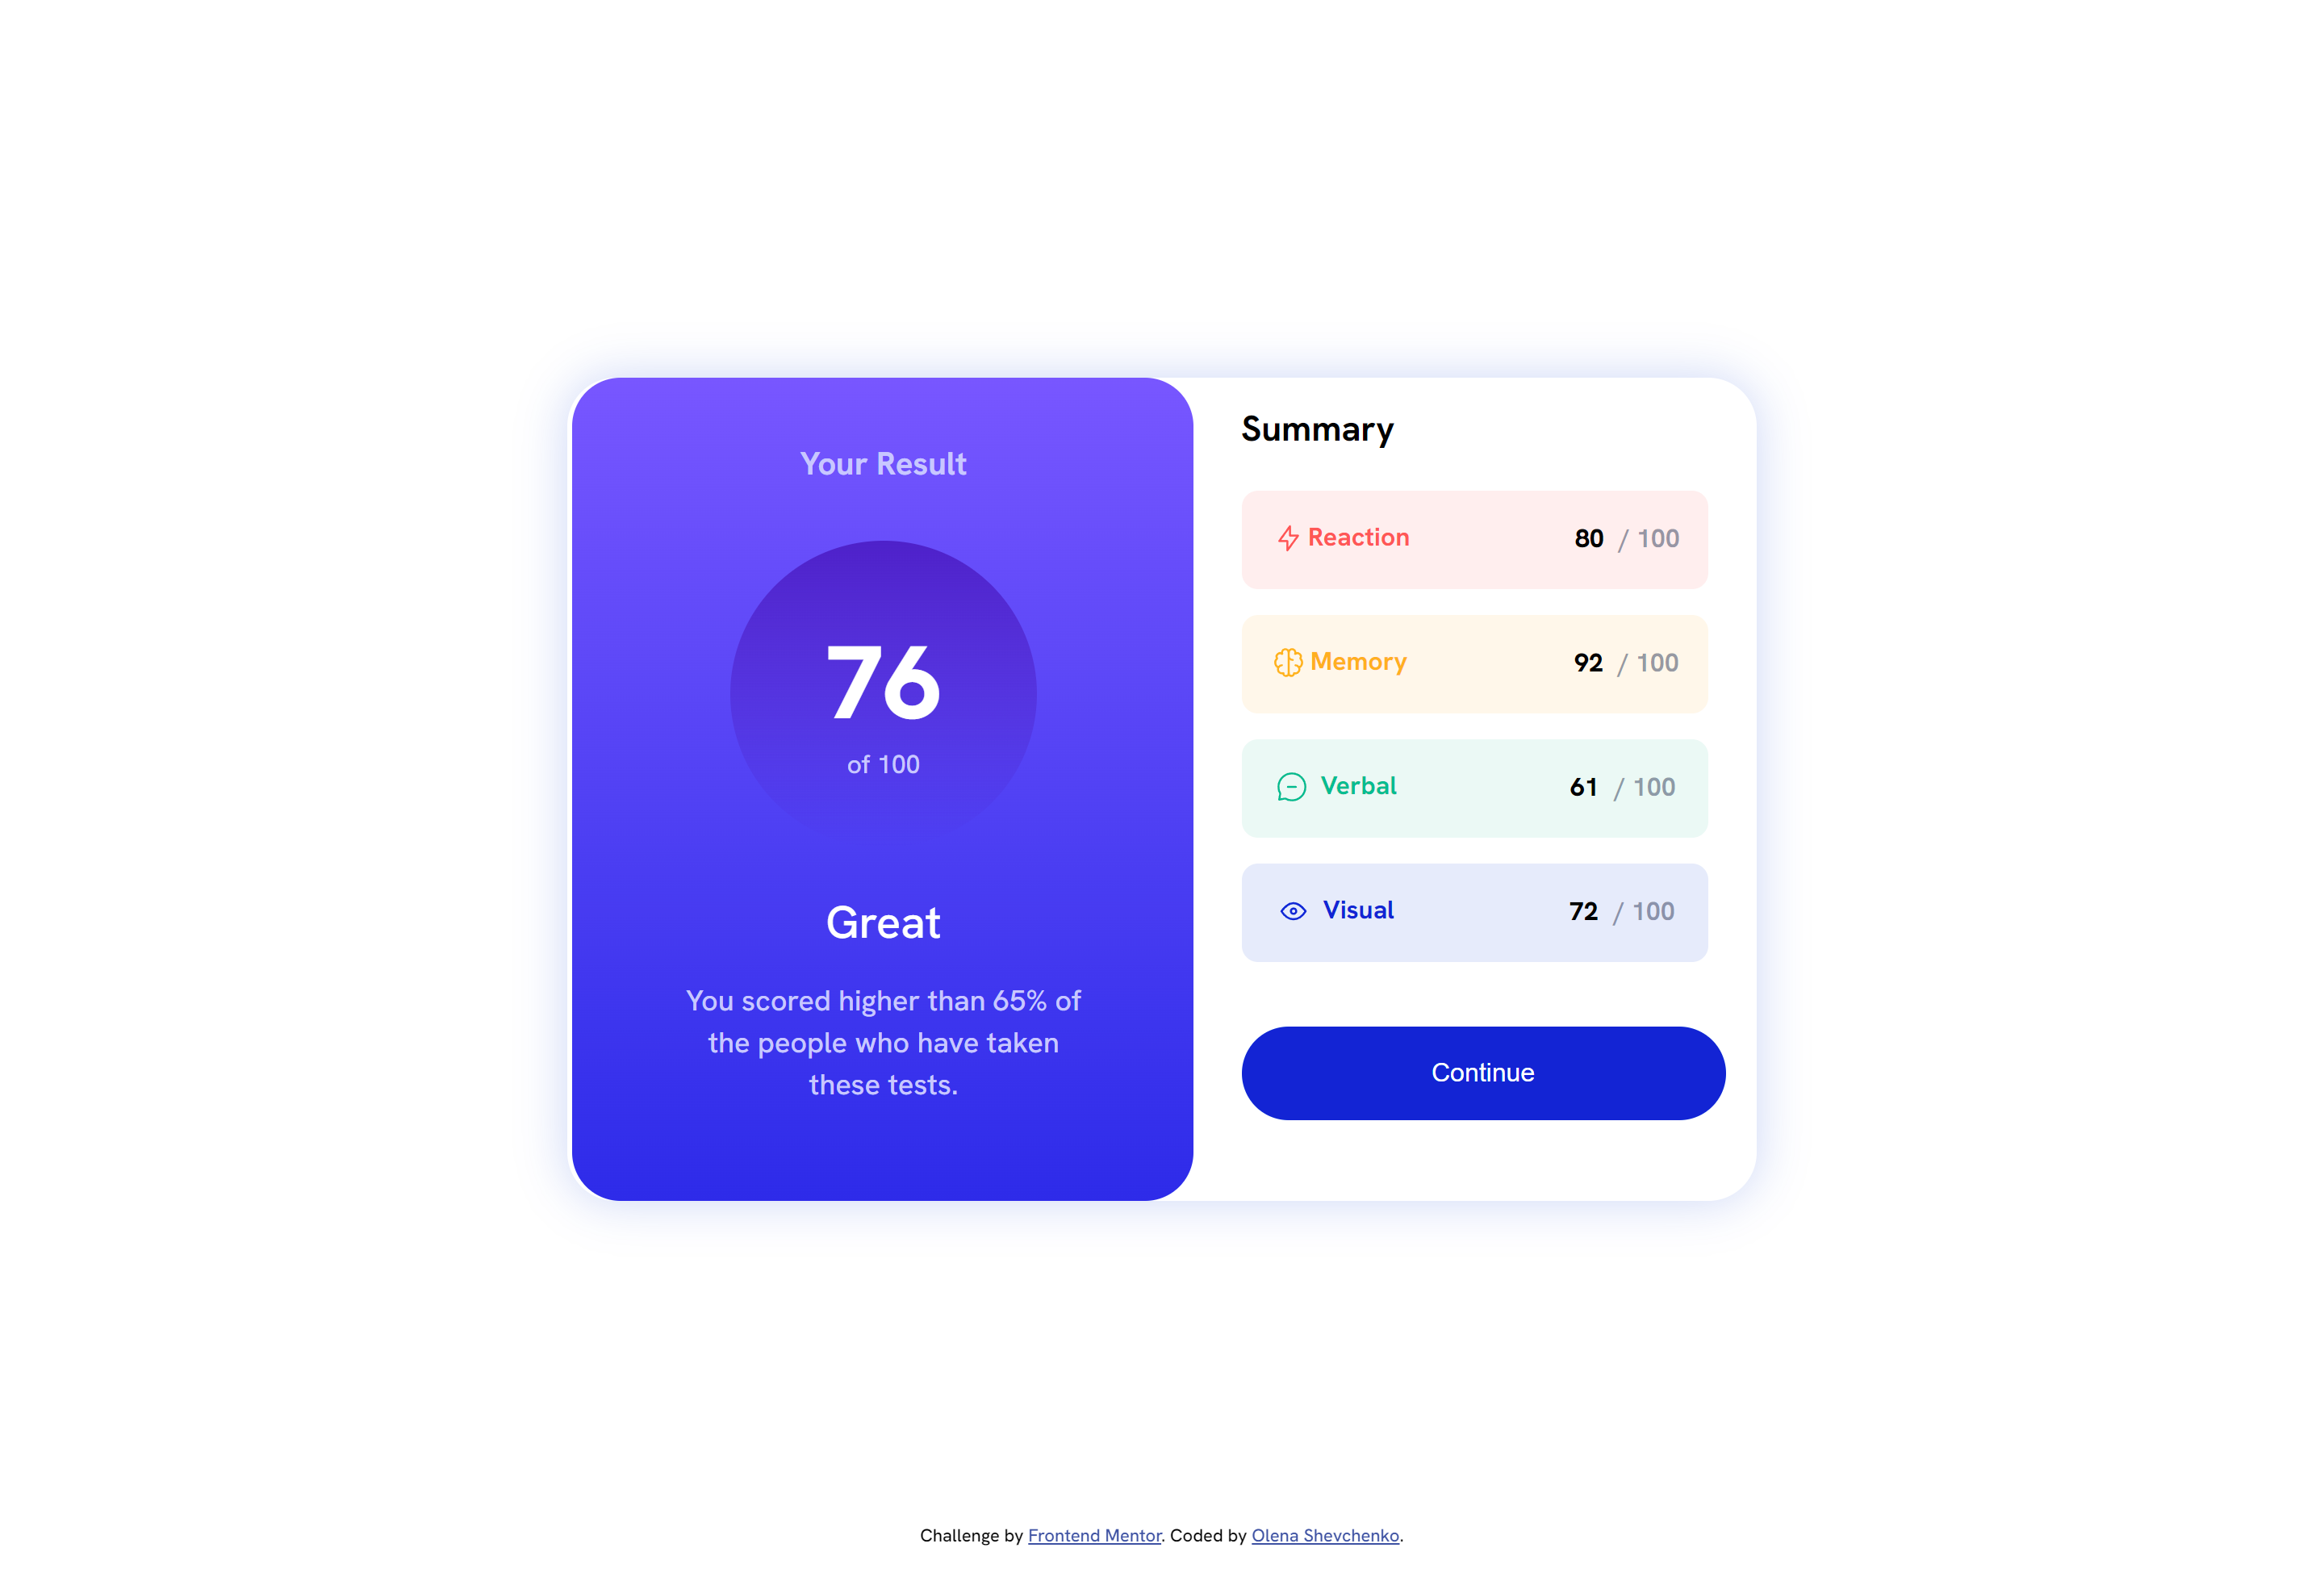 Your Result
76
of 100
Great
You scored higher than 65% of
the people who have taken
these tests.
Summary
Reaction 80 / 100
Memory 92 / 100
Verbal 61 / 100
Visual 72 / 100
Continue
Challenge by Frontend Mentor. Coded by Olena Shevchenko.